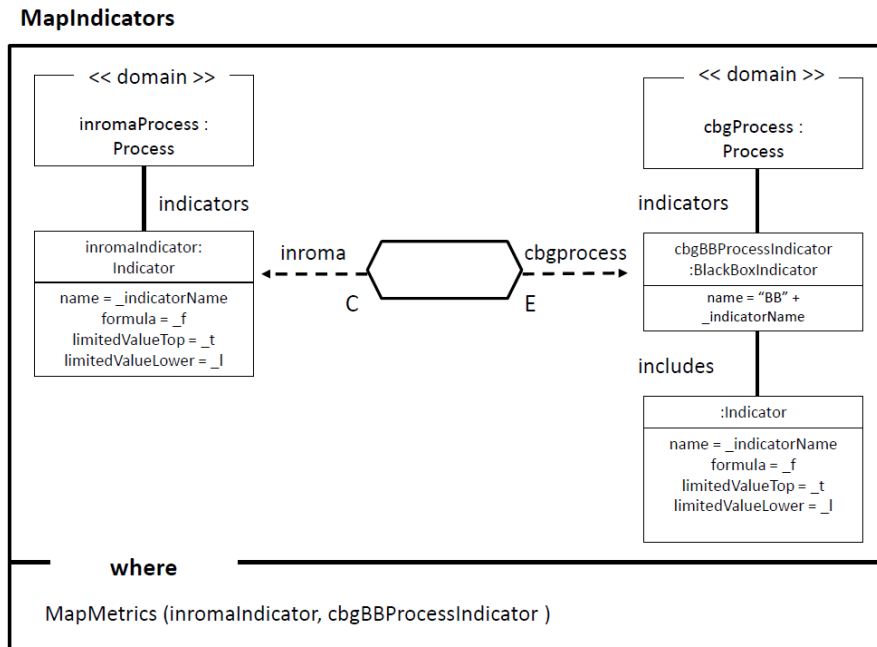 MapIndicators
<< domain >>
inromaProcess :
Process
indicators
inromaIndicator:
Indicator
name = _indicatorName
formula = _f
limitedValueTop = _t
limitedValueLower = _l
inroma
C
cbgprocess
E
<< domain >>
cbgProcess :
Process
indicators
cbgBBProcessIndicator
:BlackBoxIndicator
name = “BB” +
_indicatorName
includes
:Indicator
name = _indicatorName
formula = _f
limitedValueTop = _t
limitedValueLower = _l
where
MapMetrics (inromaIndicator, cbgBBProcessIndicator )